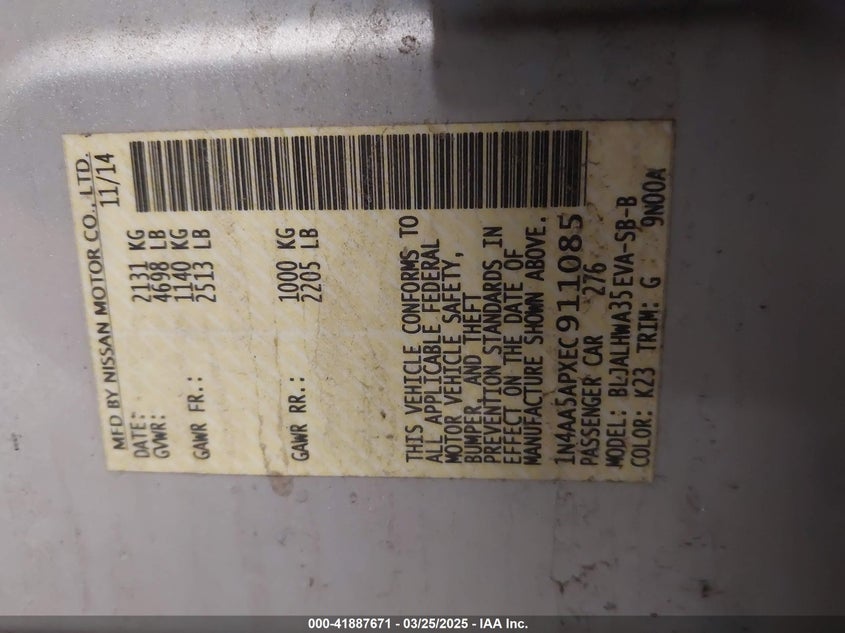 MFD BY NISSAN MOTOR CO., LTD.
DATE: 11/14
GVWR: 2131 KG
4698 LB
GAWR FR.: 1140 KG
2513 LB
GAWR RR.: 1000 KG
2205 LB
THIS VEHICLE CONFORMS TO
ALL APPLICABLE FEDERAL
MOTOR VEHICLE SAFETY,
BUMPER, AND THEFT
PREVENTION STANDARDS IN
EFFECT ON THE DATE OF
MANUFACTURE SHOWN ABOVE.
1N4AA5APXEC911085
PASSENGER CAR 276
MODEL: BLJALHWA35EVA-SB-B
COLOR: K23 TRIM: G 9N00A
000-41887671 - 03/25/2025 - IAA Inc.